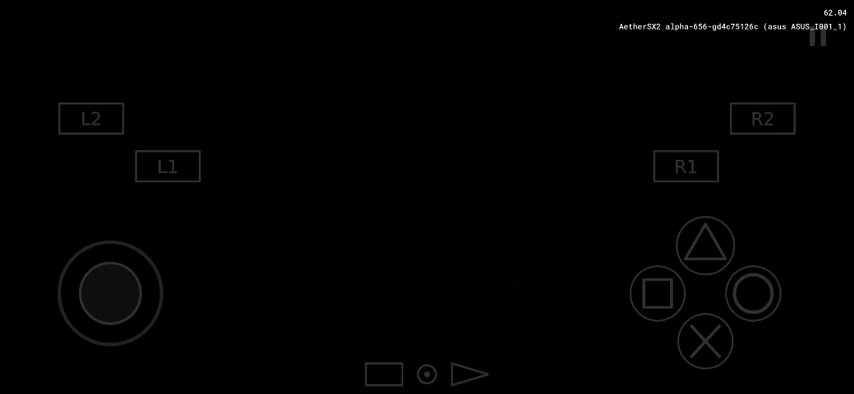 62.04
AetherSX2 alpha-656-gd4c75126c (asus ASUS_I001_1)
L2
R2
L1
R1